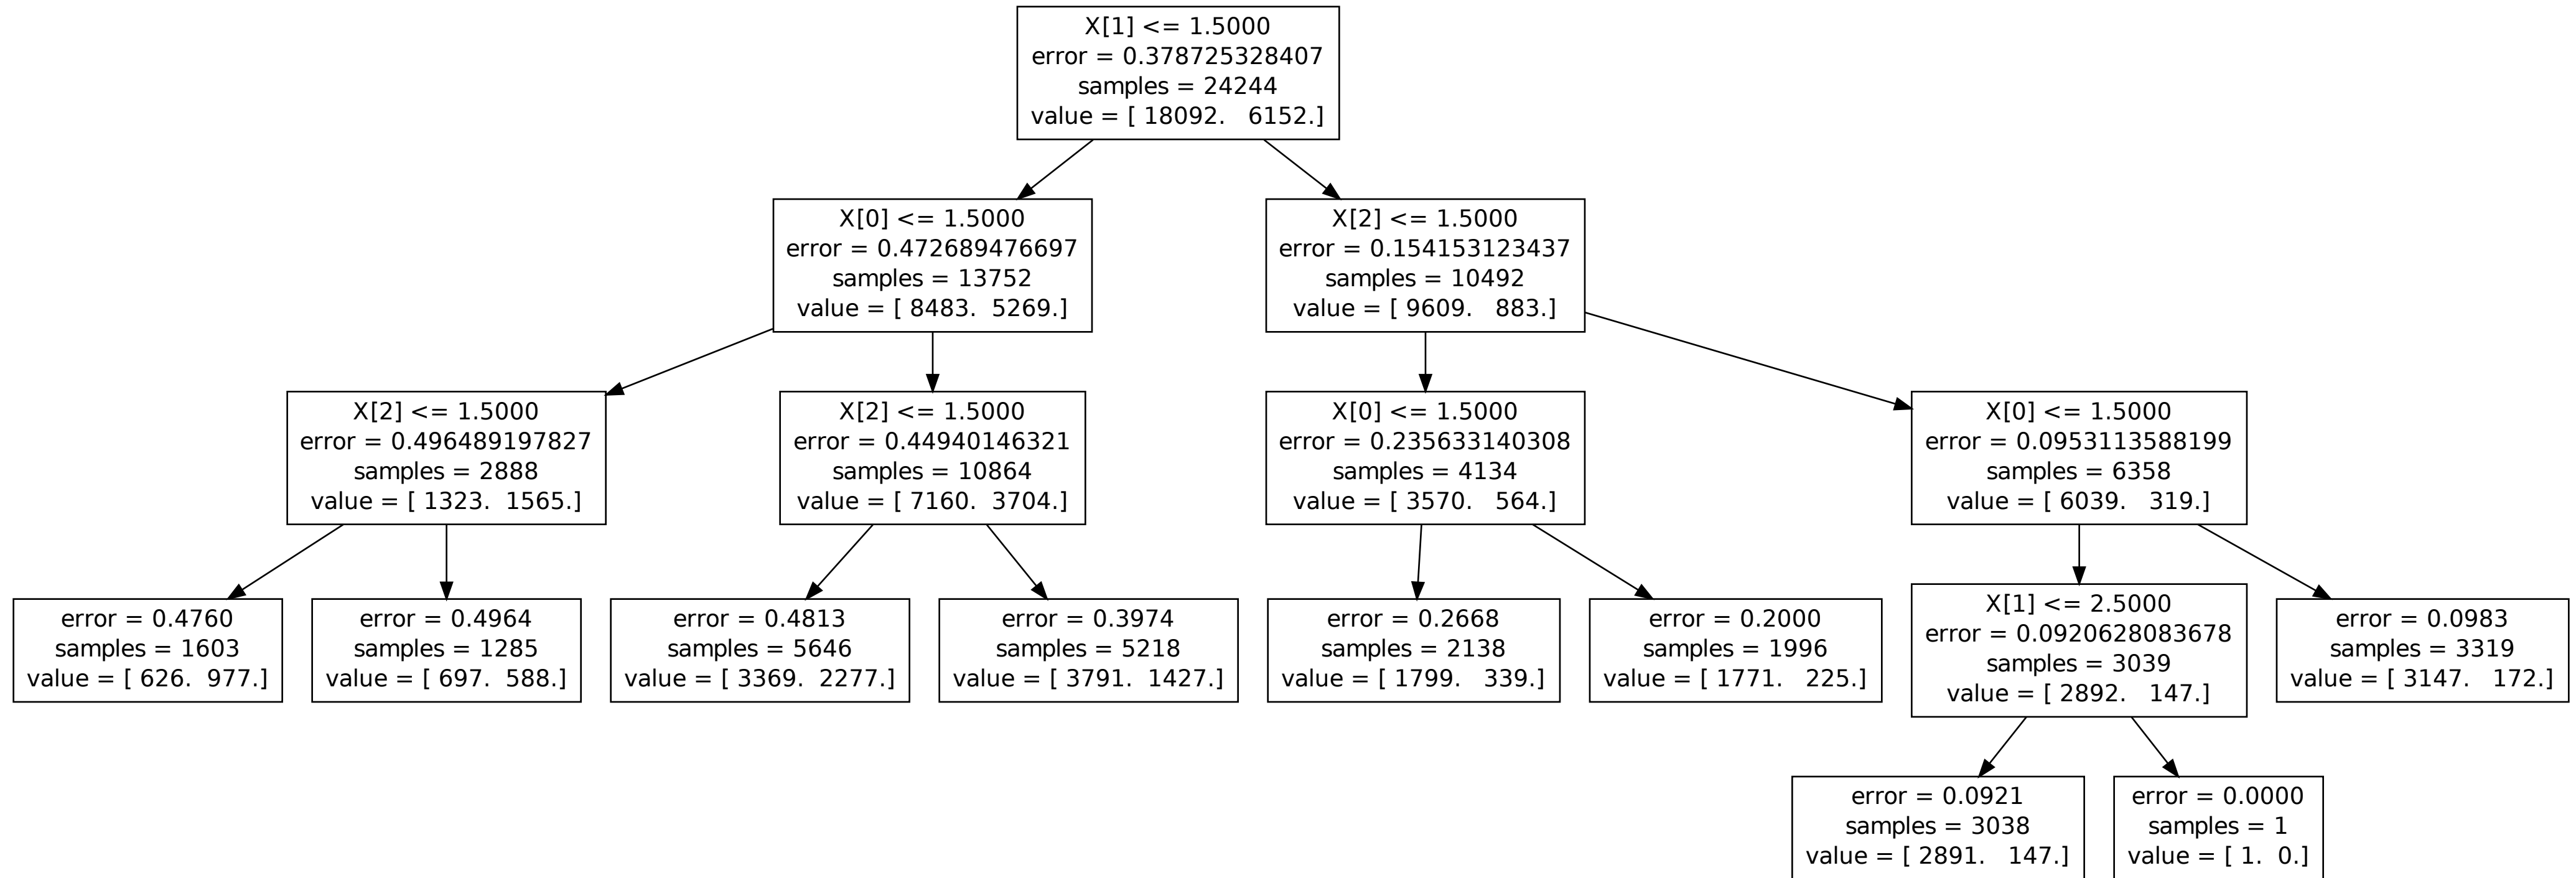 X[1] <= 1.5000
error = 0.378725328407
samples = 24244
value = [ 18092.   6152.]
X[0] <= 1.5000
error = 0.472689476697
samples = 13752
value = [ 8483.  5269.]
X[2] <= 1.5000
error = 0.154153123437
samples = 10492
value = [ 9609.   883.]
X[2] <= 1.5000
error = 0.496489197827
samples = 2888
value = [ 1323.  1565.]
X[2] <= 1.5000
error = 0.44940146321
samples = 10864
value = [ 7160.  3704.]
X[0] <= 1.5000
error = 0.235633140308
samples = 4134
value = [ 3570.   564.]
X[0] <= 1.5000
error = 0.0953113588199
samples = 6358
value = [ 6039.   319.]
error = 0.4760
samples = 1603
value = [ 626.  977.]
error = 0.4964
samples = 1285
value = [ 697.  588.]
error = 0.4813
samples = 5646
value = [ 3369.  2277.]
error = 0.3974
samples = 5218
value = [ 3791.  1427.]
error = 0.2668
samples = 2138
value = [ 1799.   339.]
error = 0.2000
samples = 1996
value = [ 1771.   225.]
X[1] <= 2.5000
error = 0.0920628083678
samples = 3039
value = [ 2892.   147.]
error = 0.0983
samples = 3319
value = [ 3147.   172.]
error = 0.0921
samples = 3038
value = [ 2891.   147.]
error = 0.0000
samples = 1
value = [ 1.  0.]